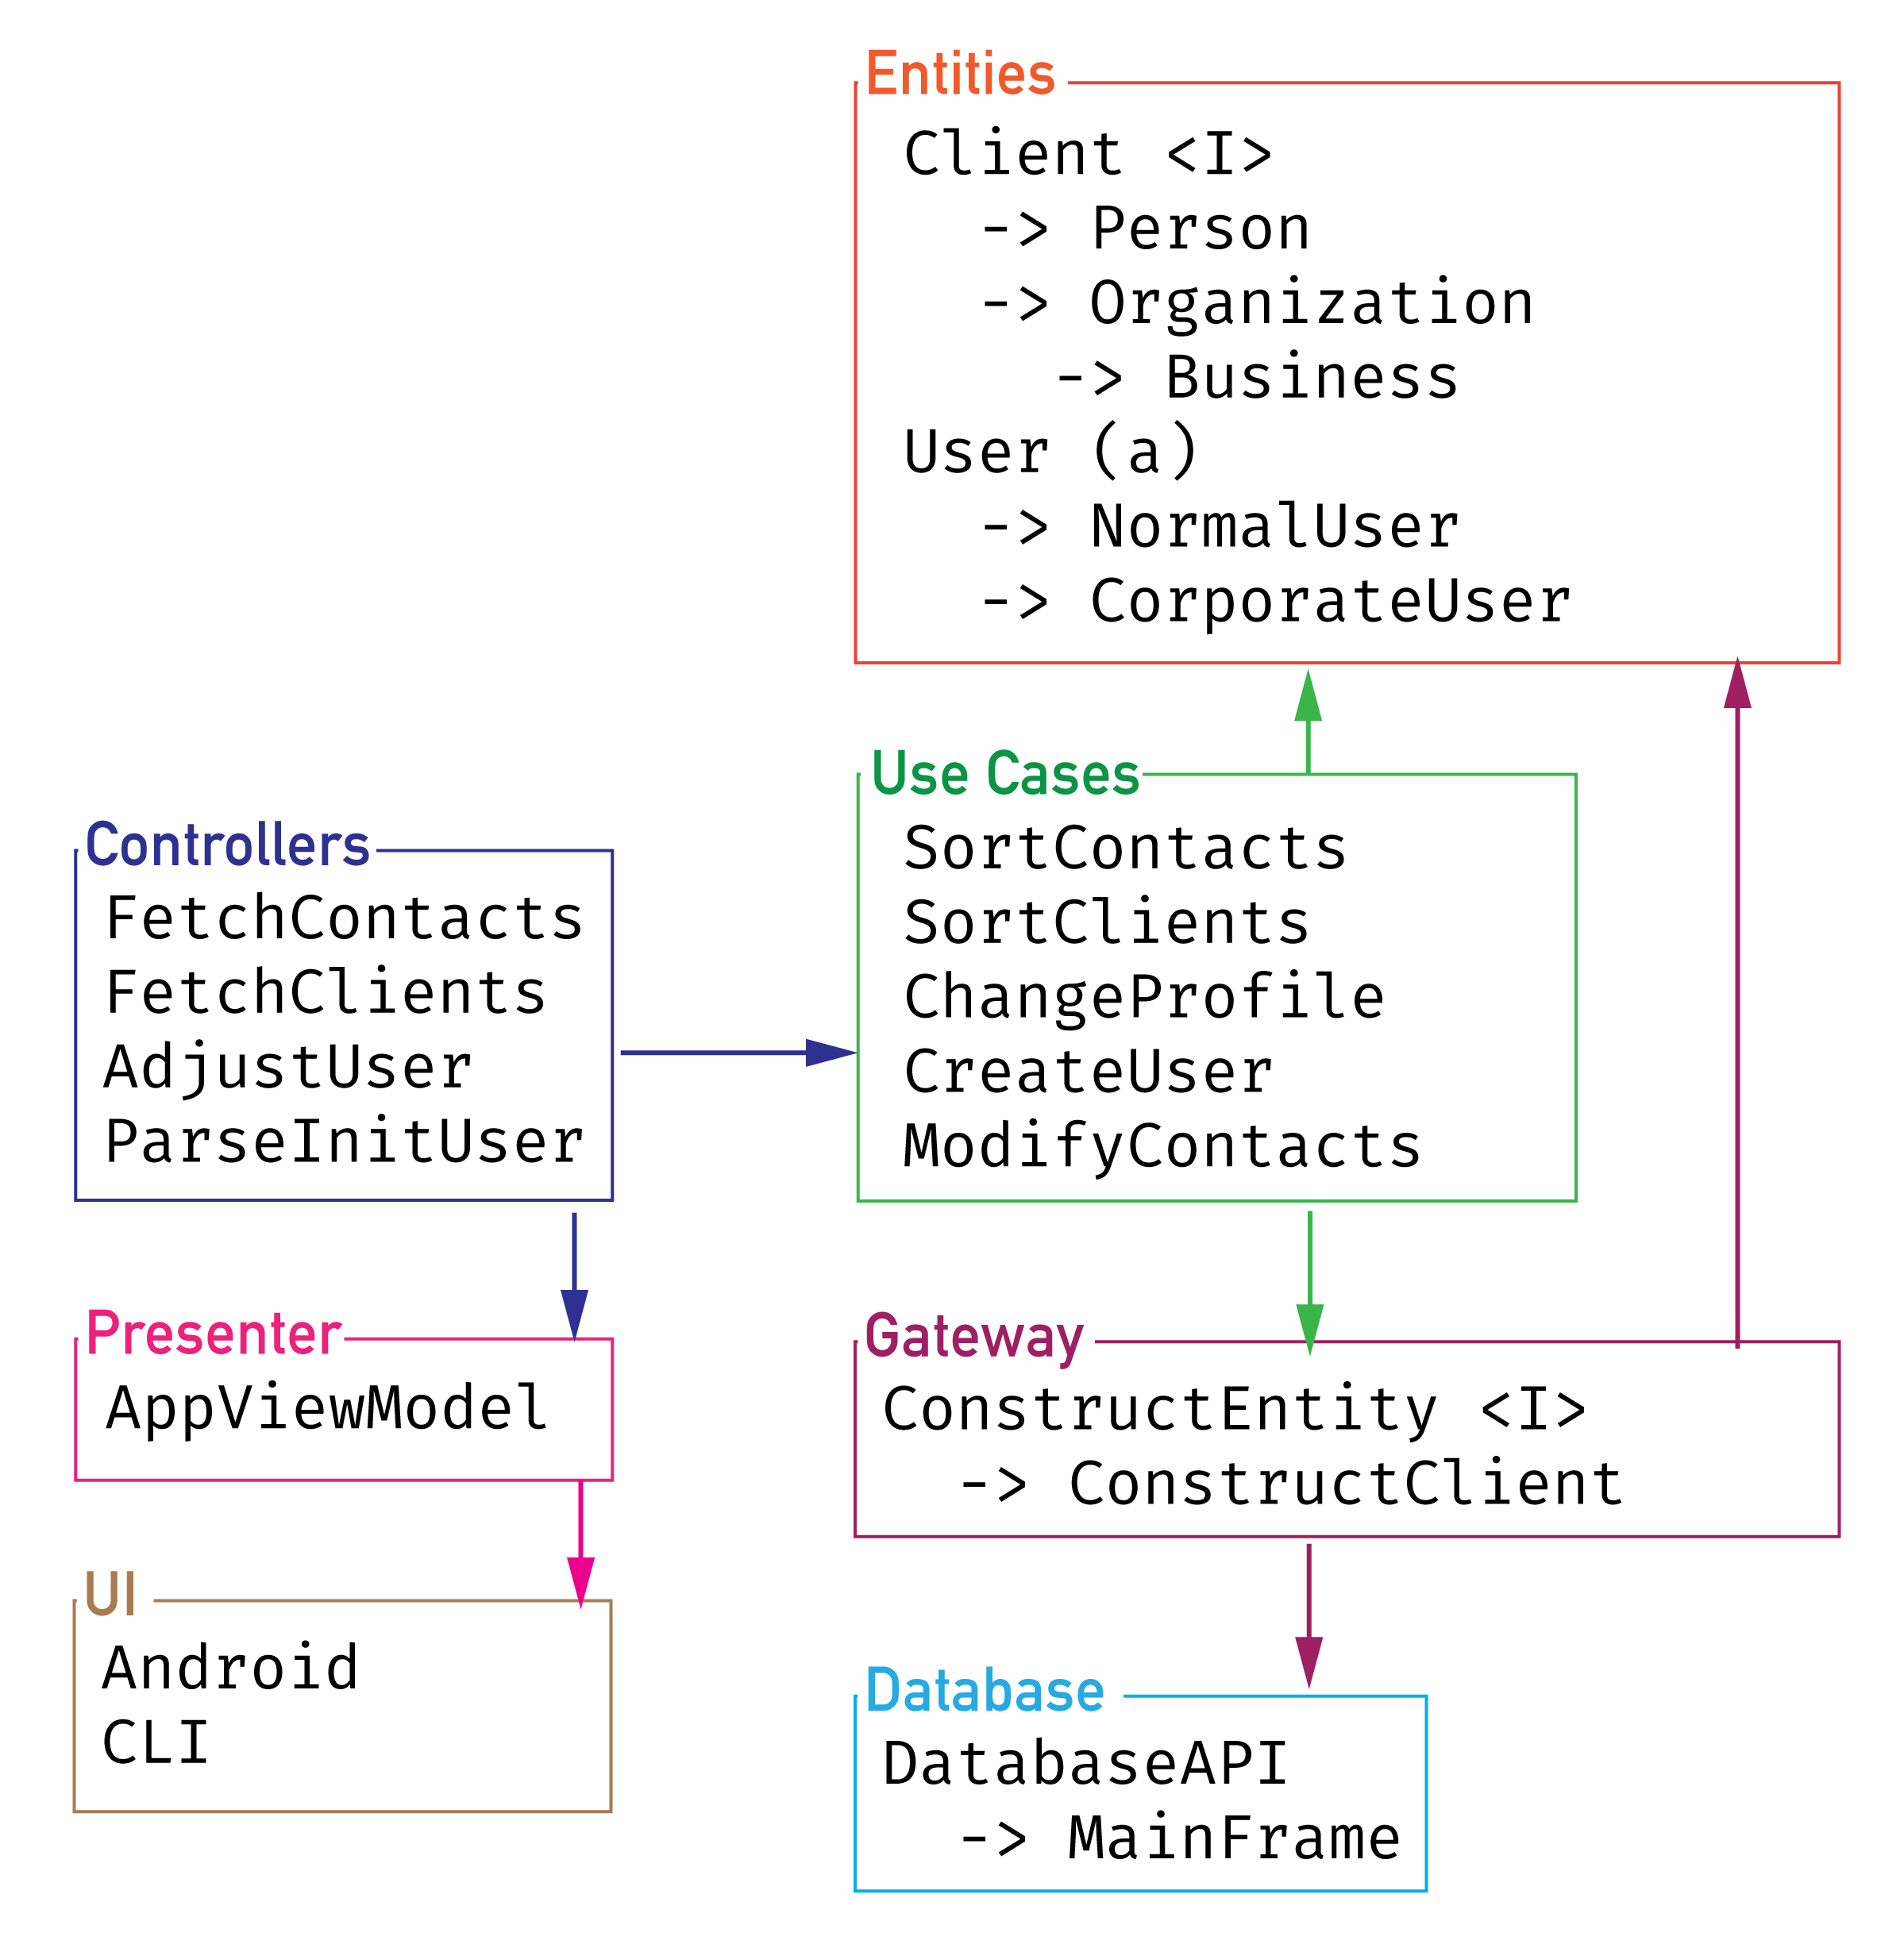 Entities
Client <I>
-> Person
-> Organization
-> Business
User (a)
-> NormalUser
-> CorporateUser
Use Cases
SortContacts
SortClients
ChangeProfile
CreateUser
ModifyContacts
Controllers
FetchContacts
FetchClients
AdjustUser
ParseInitUser
Presenter
AppViewModel
Gateway
ConstructEntity <I>
-> ConstructClient
UI
Android
CLI
Database
DatabaseAPI
-> MainFrame